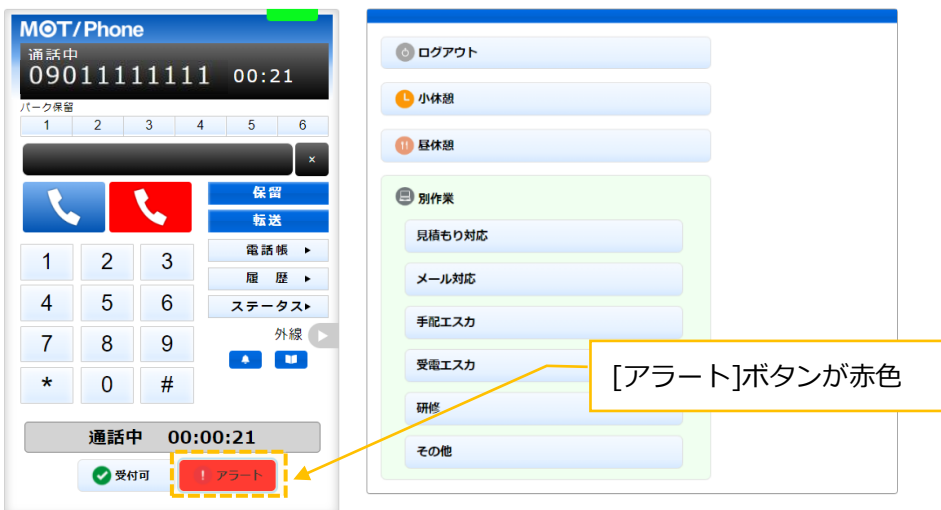 MOT/Phone
通話中
09011111111 00:21
パーク保留
1 2 3 4 5 6
×
保留
転送
電話帳
履 歴
ステータス
外線
1 2 3
4 5 6
7 8 9
* 0 #
通話中 00:00:21
受付可
! アラート
ログアウト
小休憩
昼休憩
別作業
見積もり対応
メール対応
手配エスカ
受電エスカ
研修
その他
[アラート]ボタンが赤色